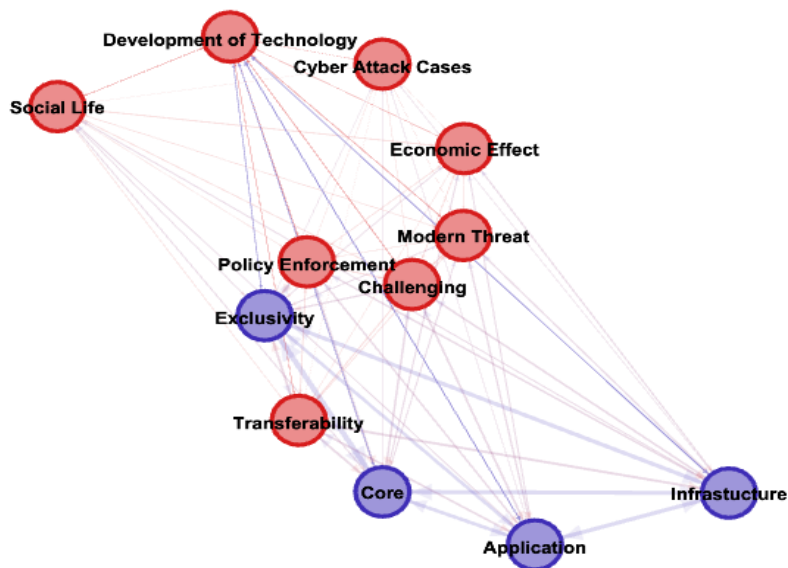 Development of Technology
Cyber Attack Cases
Social Life
Economic Effect
Modern Threat
Policy Enforcement
Challenging
Exclusivity
Transferability
Core
Infrastucture
Application